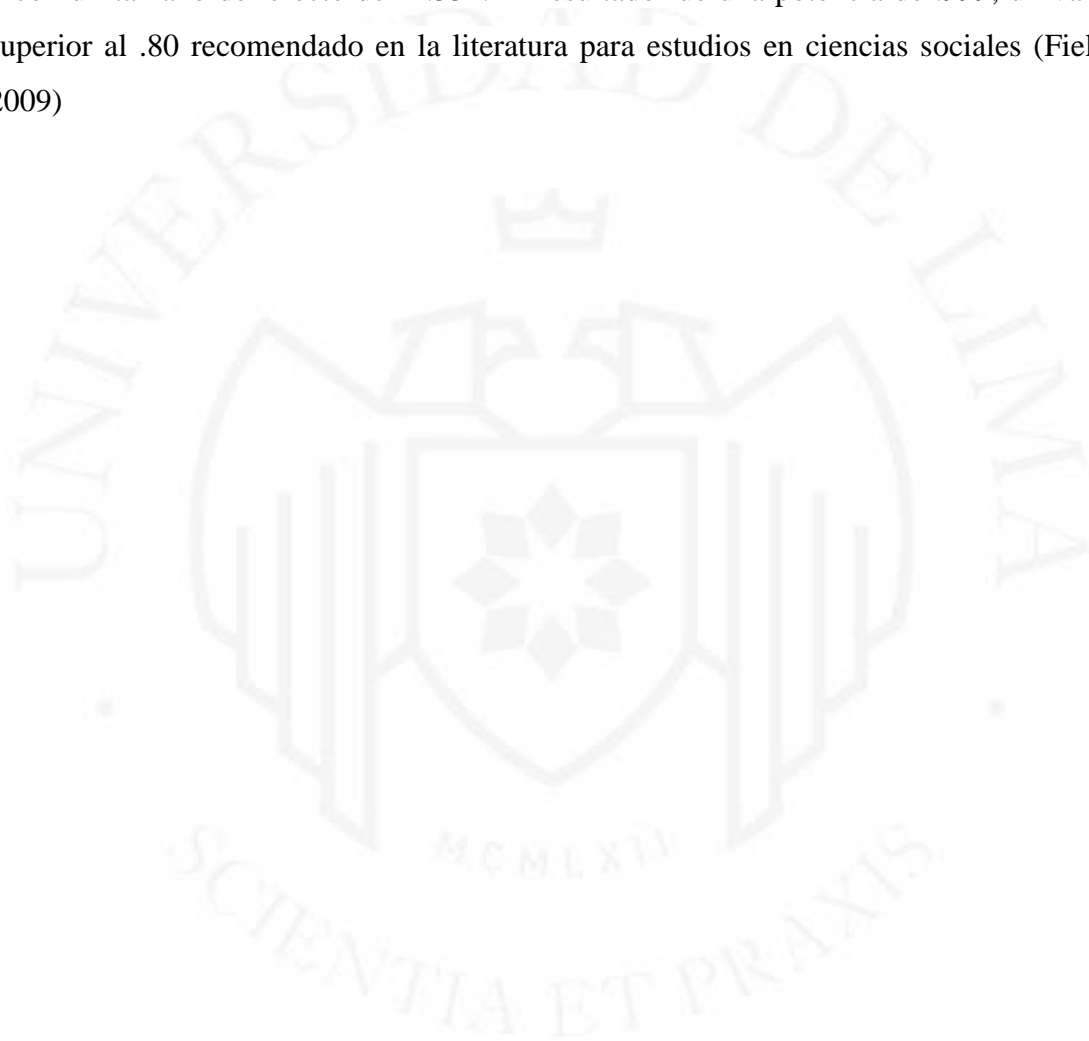 superior al .80 recomendado en la literatura para estudios en ciencias sociales (Fiel
2009)
UNIVERSIDAD DE LIMA
MCMLXII
SCIENTIA ET PRAXIS